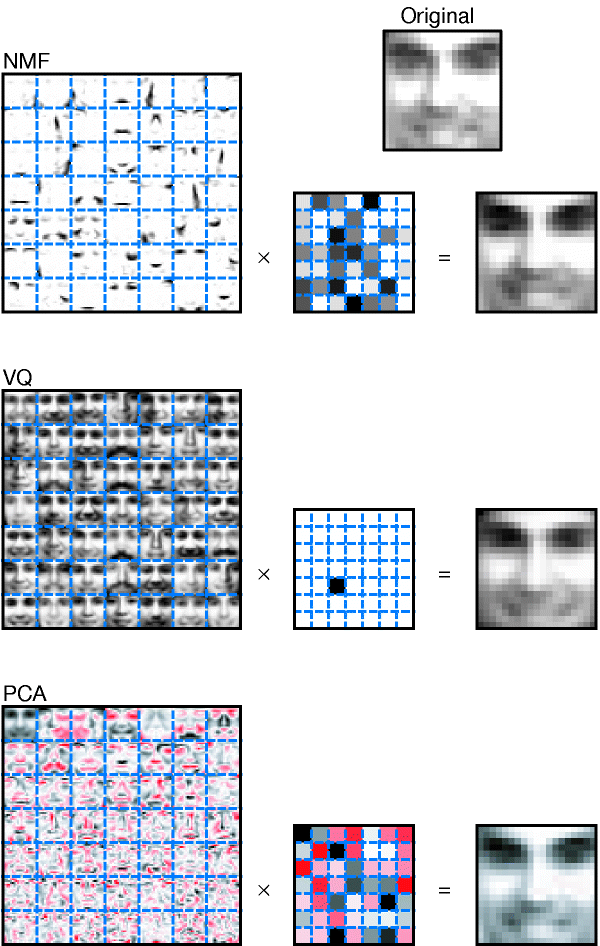 Original
NMF
×
=
VQ
×
=
PCA
×
=